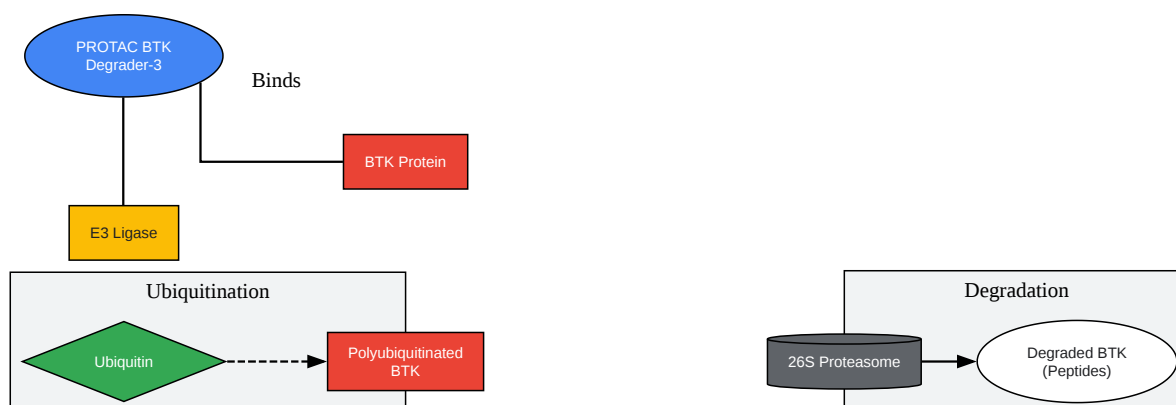 PROTAC BTK
Degrader-3
Binds
BTK Protein
E3 Ligase
Ubiquitination
Degradation
Ubiquitin
Polyubiquitinated
BTK
26S Proteasome
Degraded BTK
(Peptides)